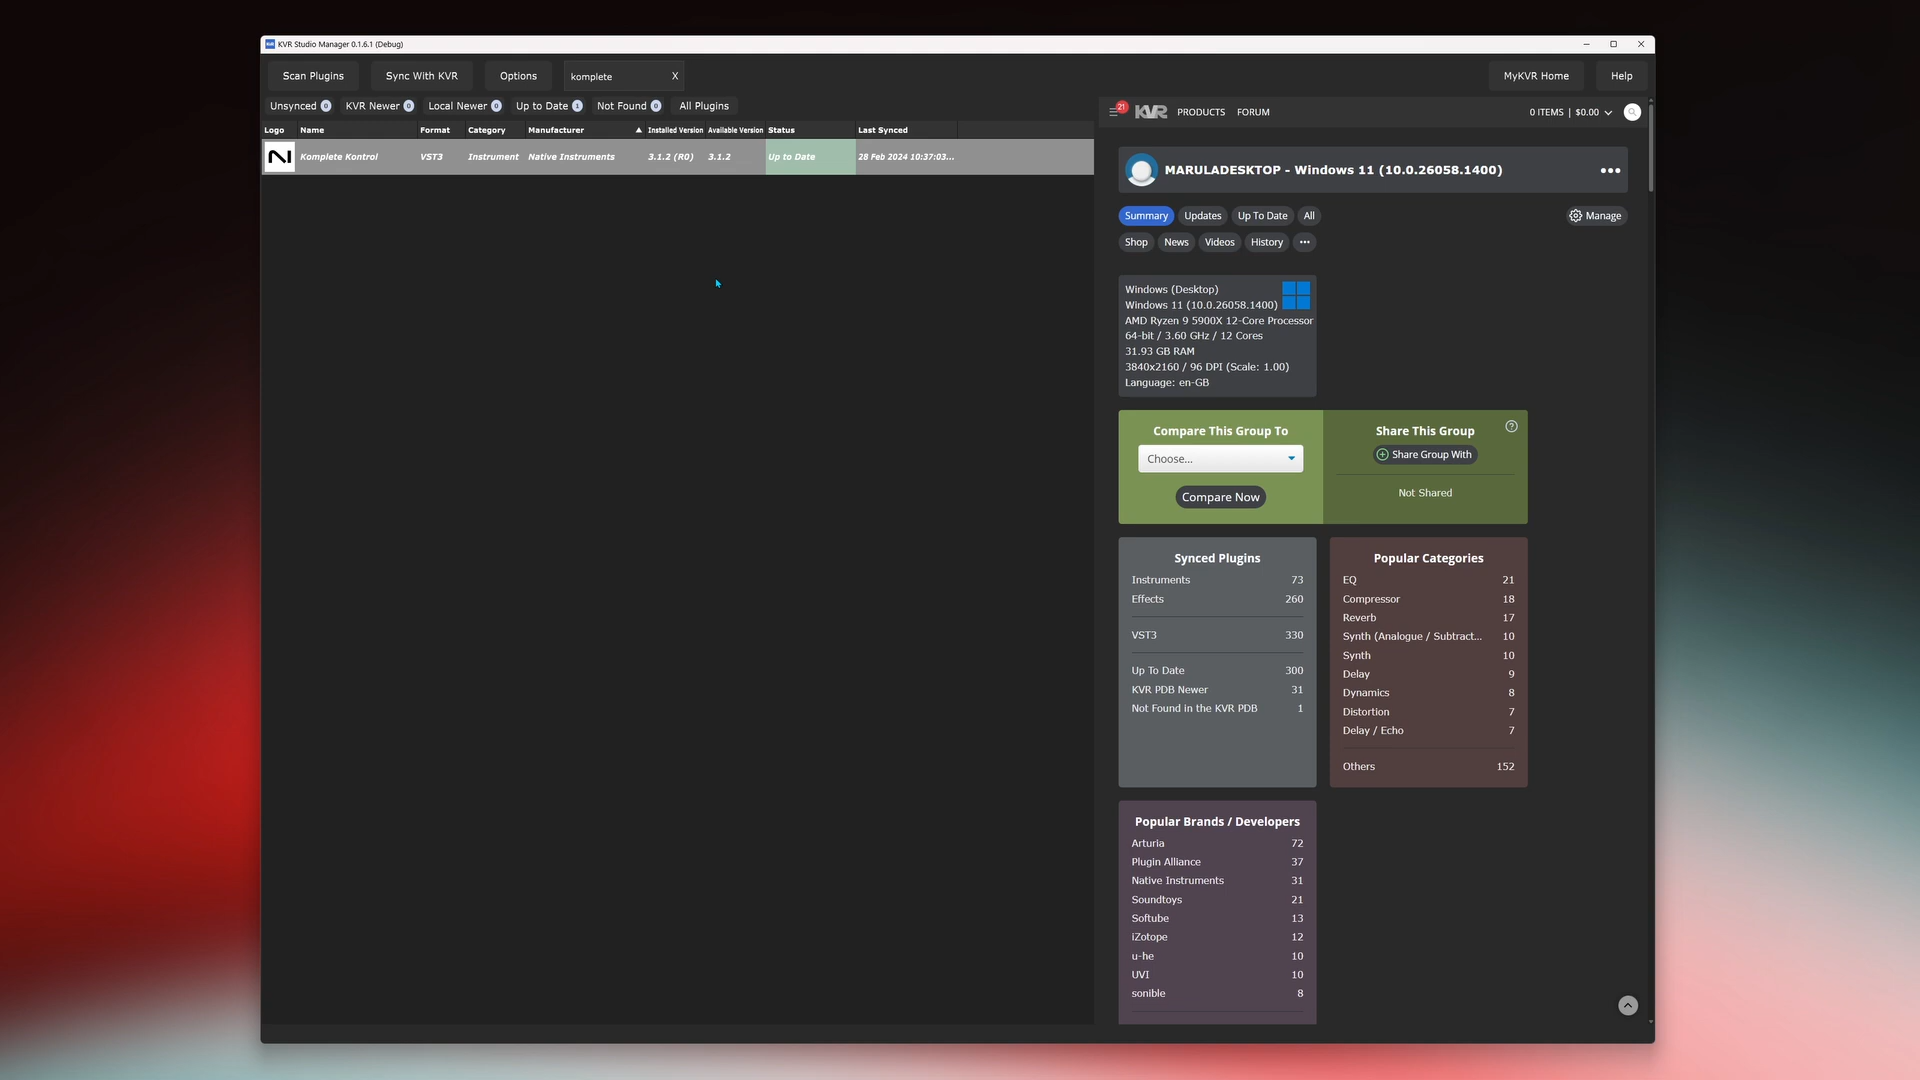 KVR Studio Manager 0.1.6.1 (Debug)
Scan Plugins
Sync With KVR
Options
komplete
X
MyKVR Home
Help
Unsynced 0
KVR Newer 0
Local Newer 0
Up to Date 1
Not Found 0
All Plugins
Logo Name Format Category Manufacturer Installed Version Available Version Status Last Synced
Komplete Kontrol VST3 Instrument Native Instruments 3.1.2 (R0) 3.1.2 Up to Date 28 Feb 2024 10:37:03...
21
KVR
PRODUCTS
FORUM
0 ITEMS | $0.00
MARULADESKTOP - Windows 11 (10.0.26058.1400)
Summary
Updates
Up To Date
All
Manage
Shop
News
Videos
History
Windows (Desktop)
Windows 11 (10.0.26058.1400)
AMD Ryzen 9 5900X 12-Core Processor
64-bit / 3.60 GHz / 12 Cores
31.93 GB RAM
3840x2160 / 96 DPI (Scale: 1.00)
Language: en-GB
Compare This Group To
Choose...
Compare Now
Share This Group
?
Share Group With
Not Shared
Synced Plugins
Instruments 73
Effects 260
VST3 330
Up To Date 300
KVR PDB Newer 31
Not Found in the KVR PDB 1
Popular Categories
EQ 21
Compressor 18
Reverb 17
Synth (Analogue / Subtract... 10
Synth 10
Delay 9
Dynamics 8
Distortion 7
Delay / Echo 7
Others 152
Popular Brands / Developers
Arturia 72
Plugin Alliance 37
Native Instruments 31
Soundtoys 21
Softube 13
iZotope 12
u-he 10
UVI 10
sonible 8